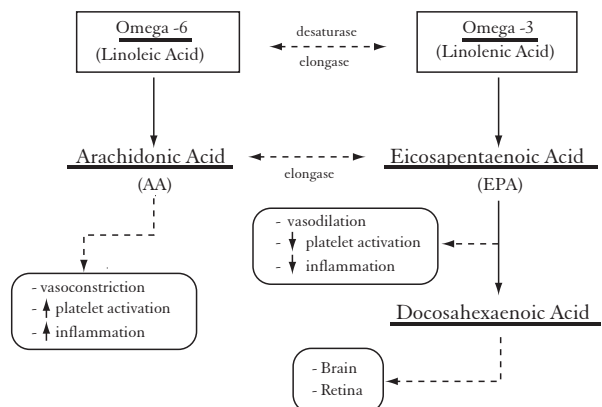 Omega -6
(Linoleic Acid)
desaturase
elongase
Omega -3
(Linolenic Acid)
Arachidonic Acid
(AA)
elongase
Eicosapentaenoic Acid
(EPA)
- vasodilation
- platelet activation
- inflammation
- vasoconstriction
- platelet activation
- inflammation
Docosahexaenoic Acid
- Brain
- Retina